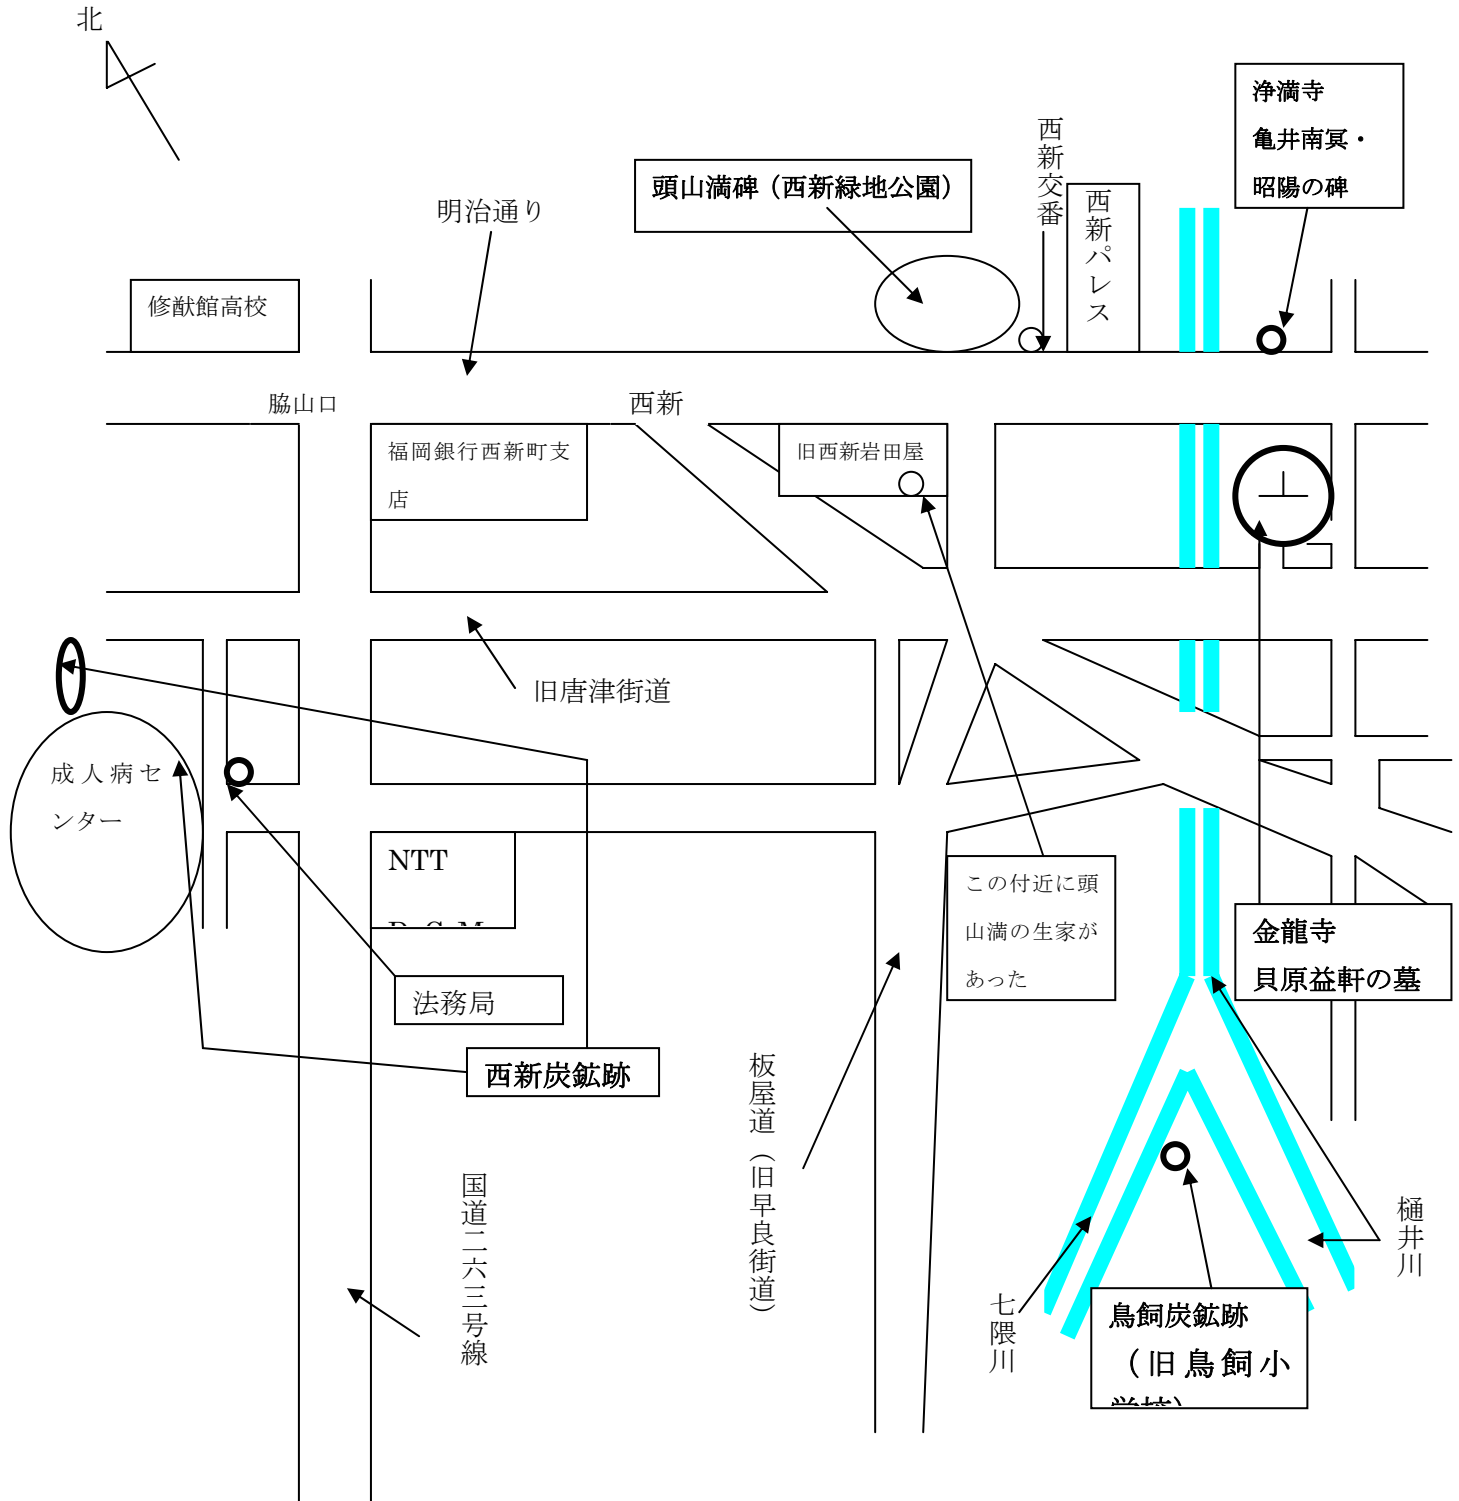 北
浄満寺
亀井南冥・
昭陽の碑
西新交番
頭山満碑（西新緑地公園）
西新パレス
明治通り
修猷館高校
脇山口
西新
福岡銀行西新町支
店
旧西新岩田屋
旧唐津街道
成人病セ
ンター
NTT
この付近に頭
山満の生家が
あった
金龍寺
貝原益軒の墓
法務局
西新炭鉱跡
板屋道（旧早良街道）
国道二六三号線
樋井川
七隈川
鳥飼炭鉱跡
（旧鳥飼小